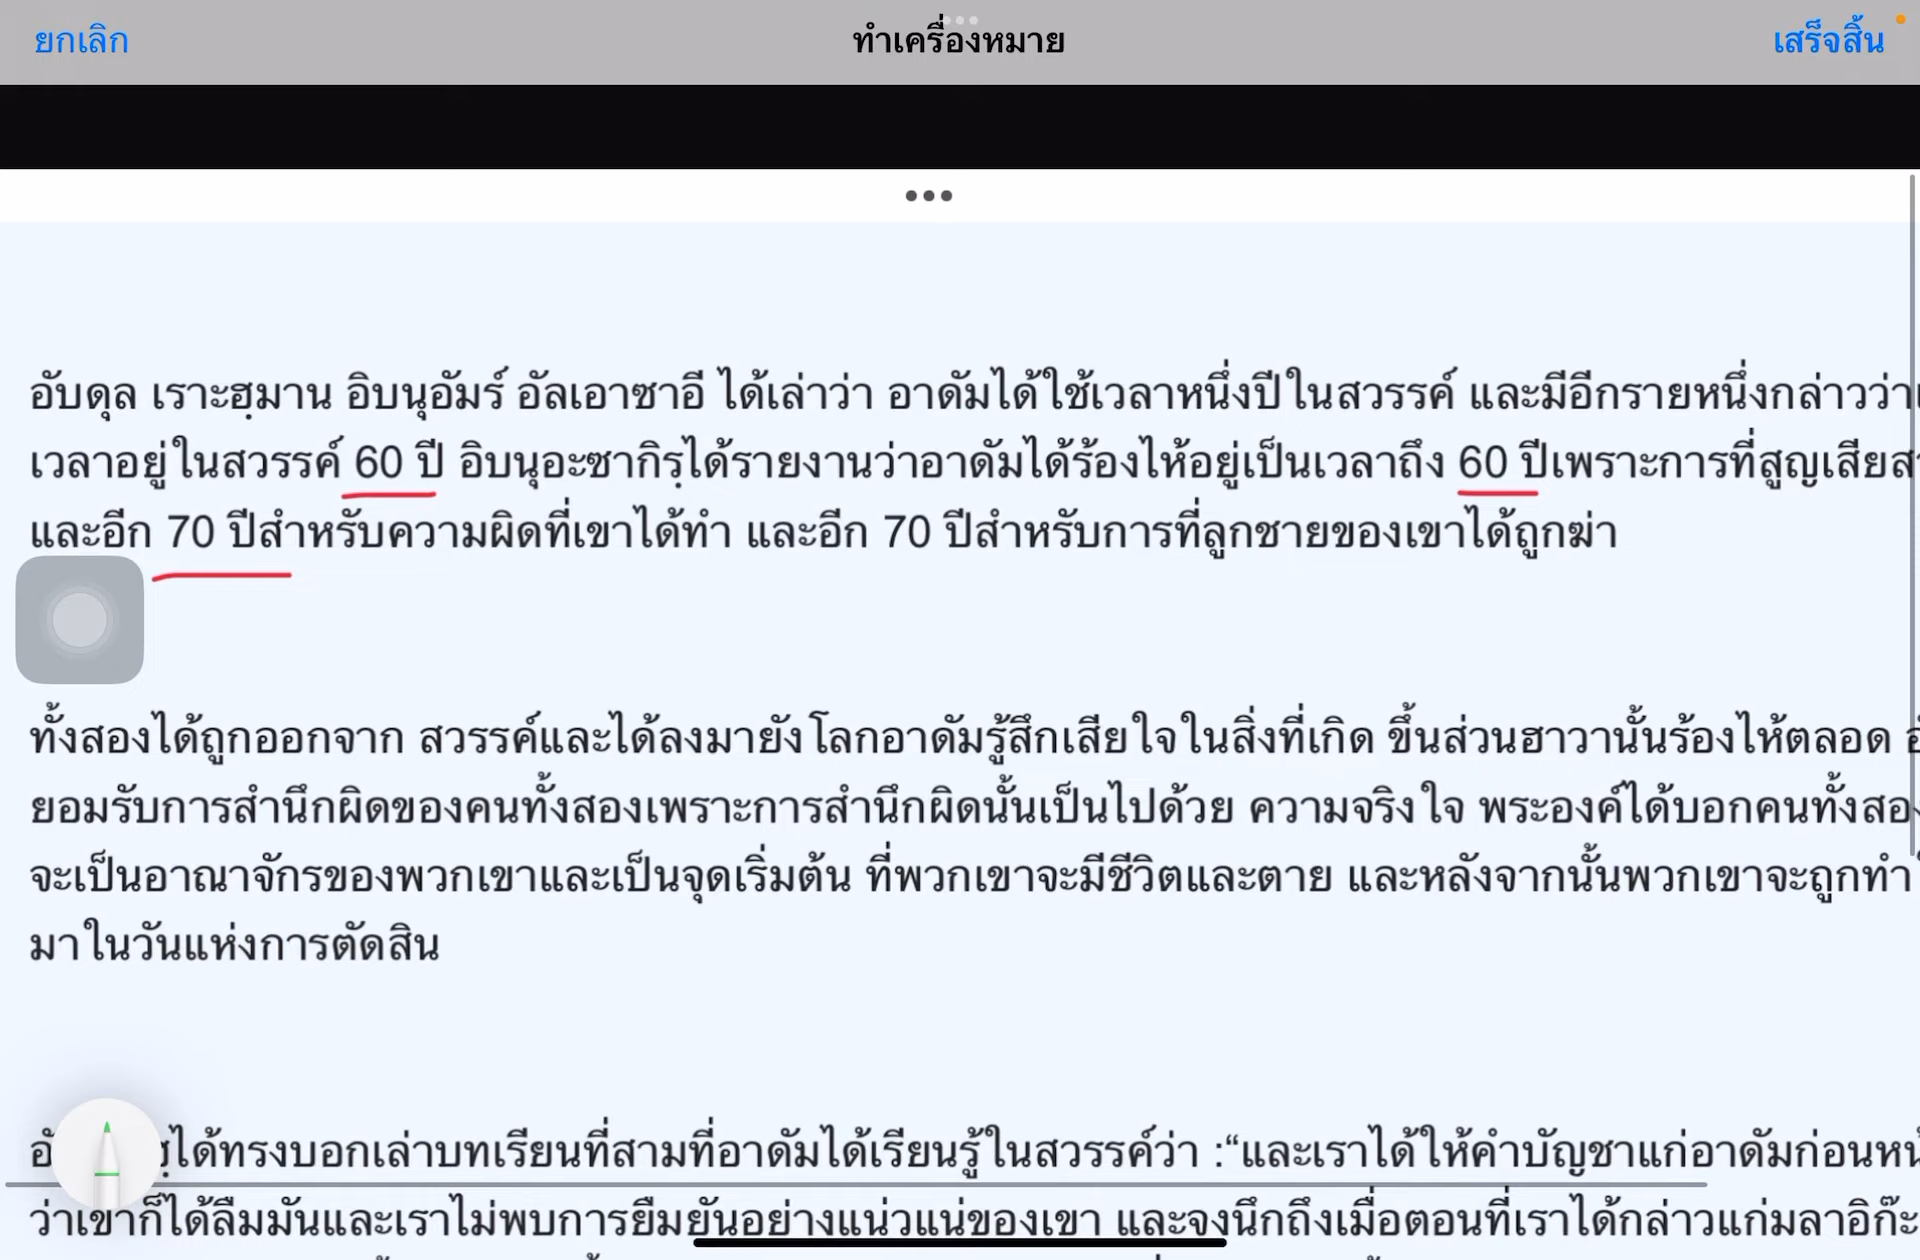 ยกเลิก
ทำเครื่องหมาย
เสร็จสิ้น
อับดุล เราะฮฺมาน อิบนุอัมร์ อัลเอาซาอี ได้เล่าว่า อาดัมได้ใช้เวลาหนึ่งปีในสวรรค์ และมีอีกรายหนึ่งกล่าวว่า
เวลาอยู่ในสวรรค์ 60 ปี อิบนุอะซากิรฺได้รายงานว่าอาดัมได้ร้องไห้อยู่เป็นเวลาถึง 60 ปีเพราะการที่สูญเสีย
และอีก 70 ปีสำหรับความผิดที่เขาได้ทำ และอีก 70 ปีสำหรับการที่ลูกชายของเขาได้ถูกฆ่า
ทั้งสองได้ถูกออกจาก สวรรค์และได้ลงมายังโลกอาดัมรู้สึกเสียใจในสิ่งที่เกิด ขึ้นส่วนฮาวานั้นร้องไห้ตลอด
ยอมรับการสำนึกผิดของคนทั้งสองเพราะการสำนึกผิดนั้นเป็นไปด้วย ความจริงใจ พระองค์ได้บอกคนทั้งสอง
จะเป็นอาณาจักรของพวกเขาและเป็นจุดเริ่มต้น ที่พวกเขาจะมีชีวิตและตาย และหลังจากนั้นพวกเขาจะถูกทำ
มาในวันแห่งการตัดสิน
ได้ทรงบอกเล่าบทเรียนที่สามที่อาดัมได้เรียนรู้ในสวรรค์ว่า :“และเราได้ให้คำบัญชาแก่อาดัมก่อน
ว่าเขาก็ได้ลืมมันและเราไม่พบการยืมยันอย่างแน่วแน่ของเขา และจงนึกถึงเมื่อตอนที่เราได้กล่าวแก่มลาอิก๊ะ